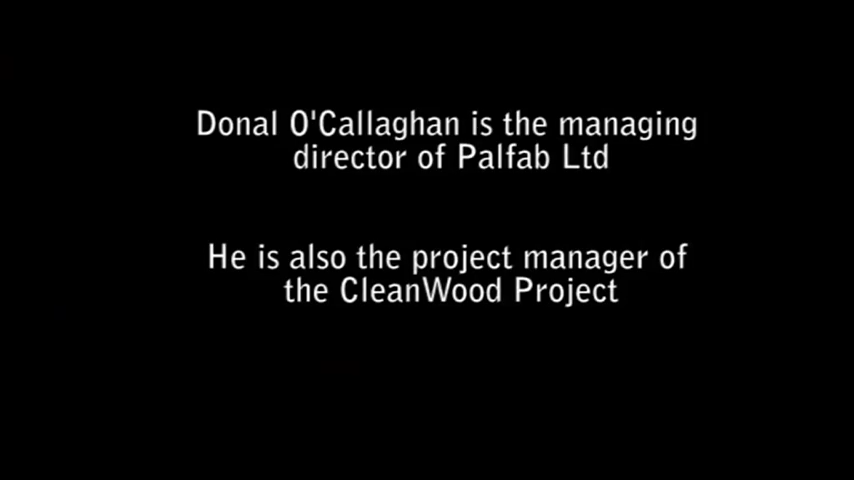 Donal O'Callaghan is the managing
director of Palfab Ltd
He is also the project manager of
the CleanWood Project